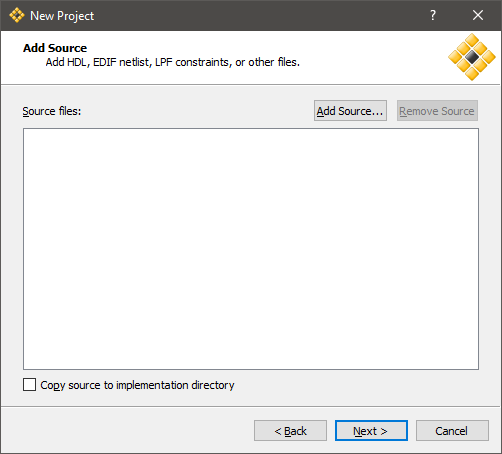 New Project
?
Add Source
Add HDL, EDIF netlist, LPF constraints, or other files.
Source files:
Add Source...
Remove Source
Copy source to implementation directory
< Back
Next >
Cancel